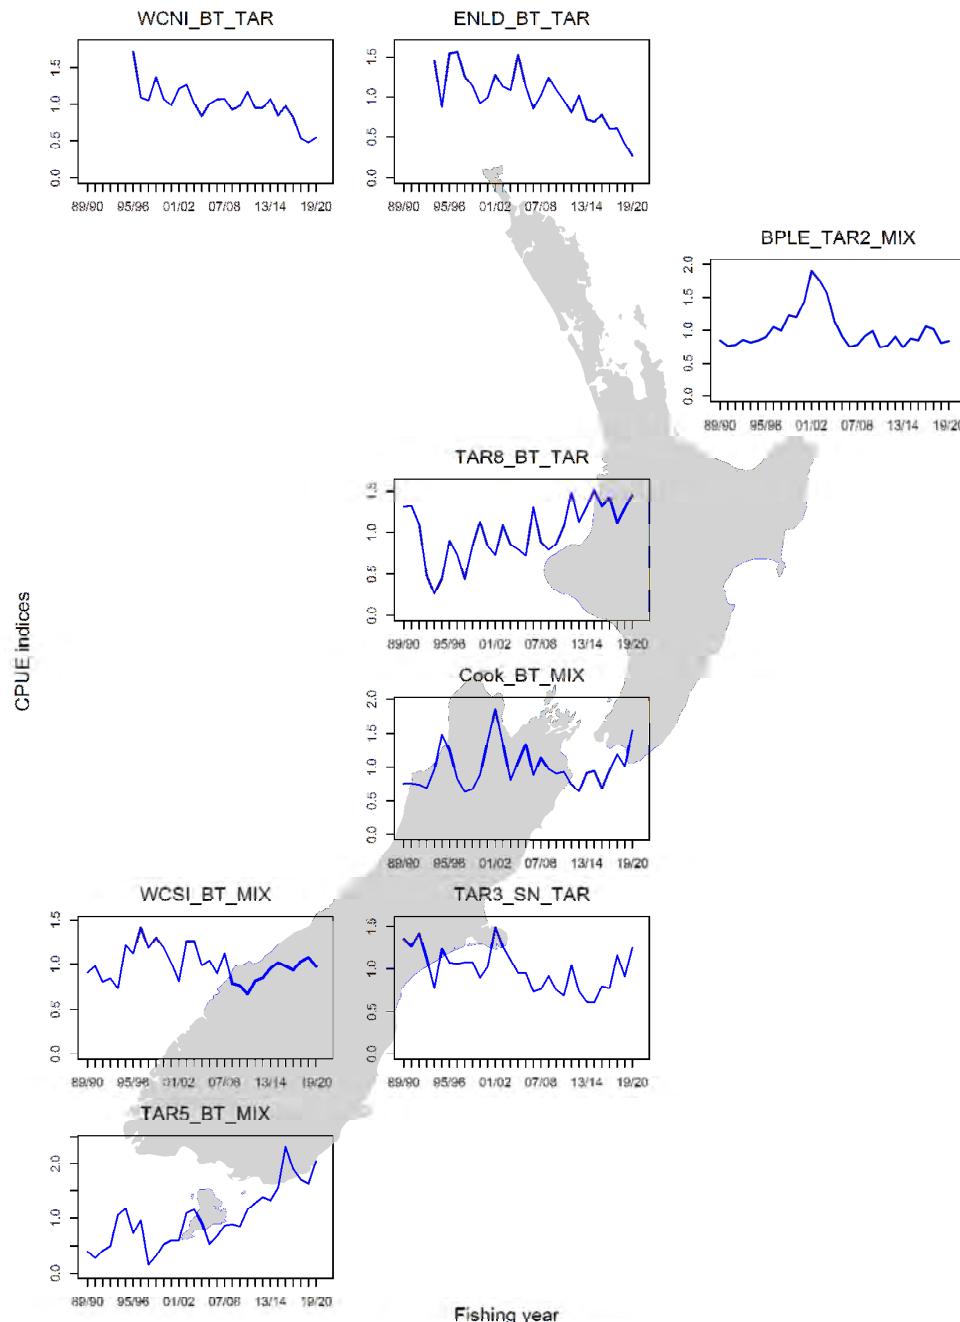 WCNI_BT_TAR
0.0 0.5 1.0 1.5
89/90 95/96 01/02 07/08 13/14 19/20
ENLD_BT_TAR
0.0 0.5 1.0 1.5
89/90 95/96 01/02 07/08 13/14 19/20
BPLE_TAR2_MIX
0.0 0.5 1.0 1.5 2.0
89/90 95/96 01/02 07/08 13/14 19/20
TAR8_BT_TAR
0.0 0.5 1.0 1.5
89/90 95/96 01/02 07/08 13/14 19/20
CPUE indices
Cook_BT_MIX
0.0 0.5 1.0 1.5 2.0
89/90 95/96 01/02 07/08 13/14 19/20
WCSI_BT_MIX
0.0 0.5 1.0 1.5
89/90 95/96 01/02 07/08 13/14 19/20
TAR3_SN_TAR
0.0 0.5 1.0 1.5
89/90 95/96 01/02 07/08 13/14 19/20
TAR5_BT_MIX
0.0 1.0 2.0
89/90 95/96 01/02 07/08 13/14 19/20
Fishing year